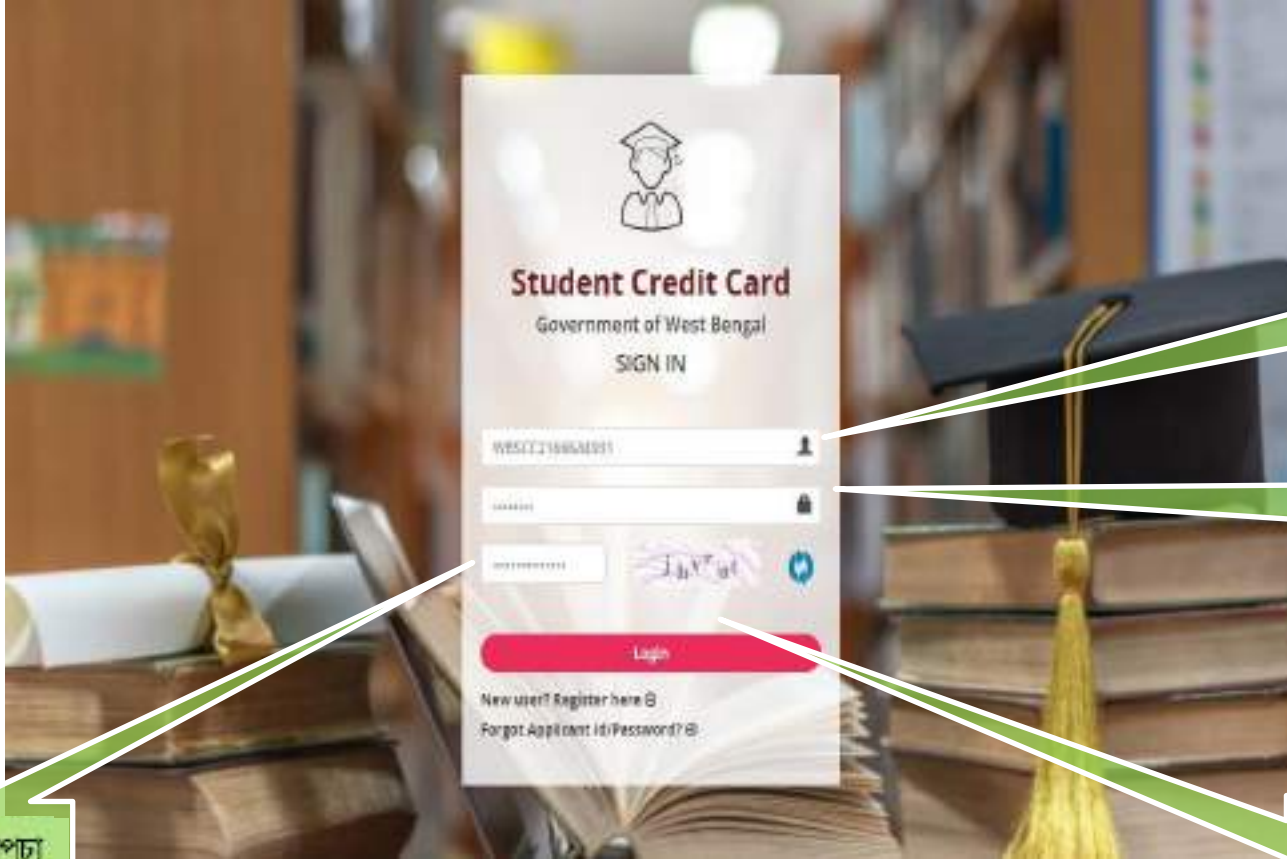 Student Credit Card
Government of West Bengal
SIGN IN
Login
New user? Register here
Forgot Applicant Id/Password?